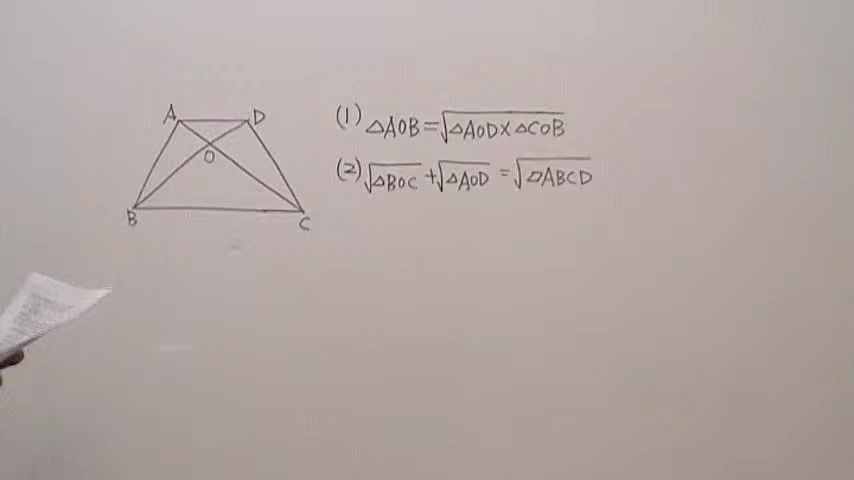 A D
O
B C
(1) △AOB=√△AOD×△COB
(2) √△BOC+√△AOD=√▱ABCD